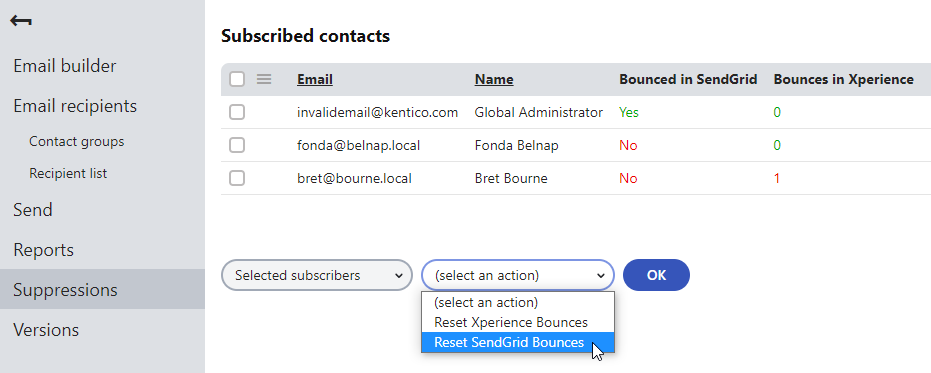 Email builder
Email recipients
Contact groups
Recipient list
Send
Reports
Suppressions
Versions
Subscribed contacts
Email Name Bounced in SendGrid Bounces in Xperience
invalidemail@kentico.com Global Administrator Yes 0
fonda@belnap.local Fonda Belnap No 0
bret@bourne.local Bret Bourne No 1
Selected subscribers (select an action) OK
(select an action)
Reset Xperience Bounces
Reset SendGrid Bounces